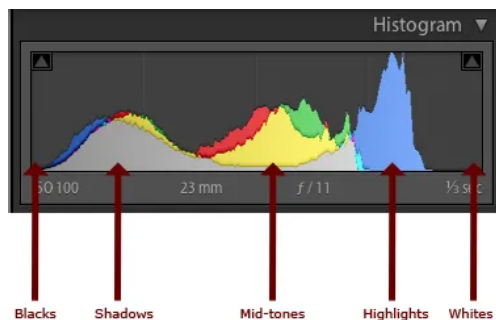 Histogram
ISO 100 23 mm ƒ / 11 ⅓ sec
Blacks Shadows Mid-tones Highlights Whites